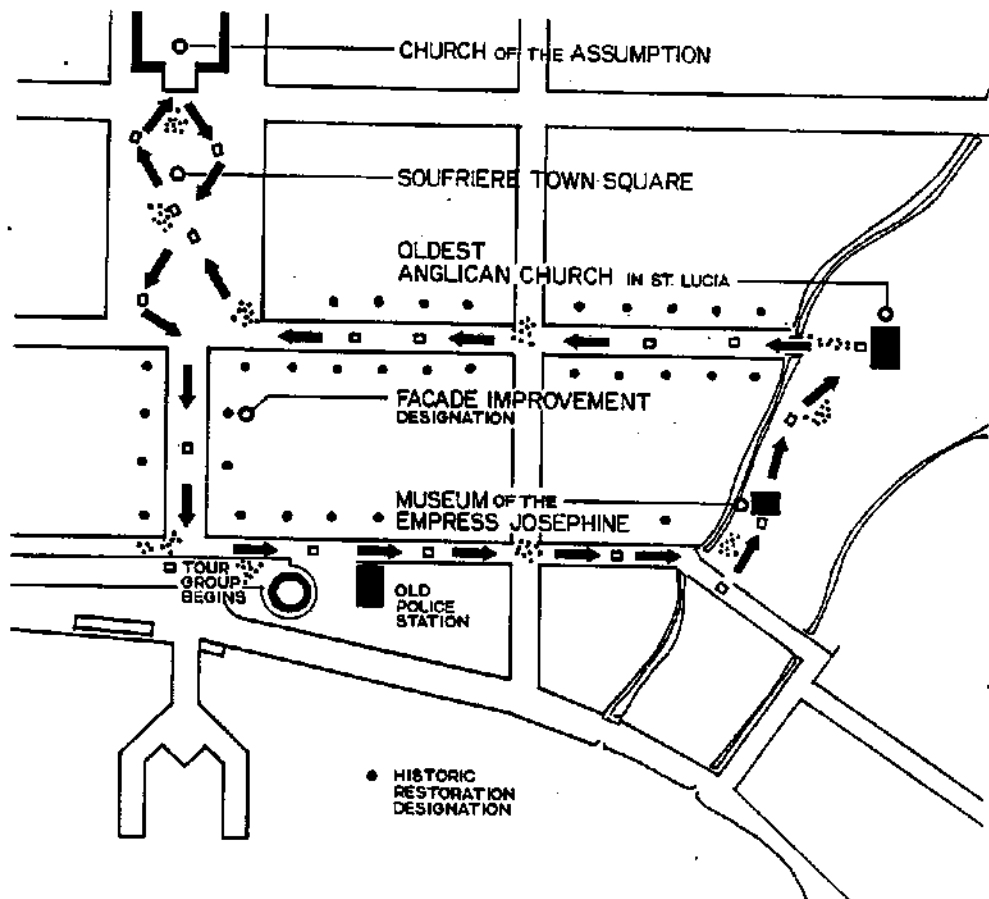 CHURCH OF THE ASSUMPTION
SOUFRIERE TOWN SQUARE
OLDEST
ANGLICAN CHURCH IN ST. LUCIA
FACADE IMPROVEMENT
DESIGNATION
MUSEUM OF THE
EMPRESS JOSEPHINE
TOUR
GROUP
BEGINS
OLD
POLICE
STATION
HISTORIC
RESTORATION
DESIGNATION